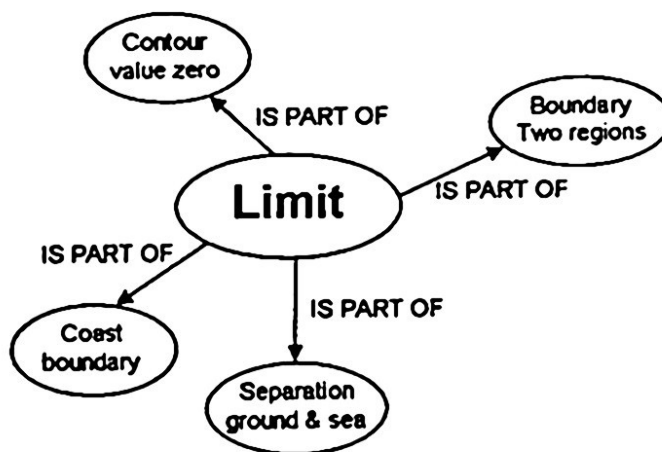 Contour
value zero
IS PART OF
Boundary
Two regions
IS PART OF
Limit
IS PART OF
Coast
boundary
IS PART OF
Separation
ground & sea